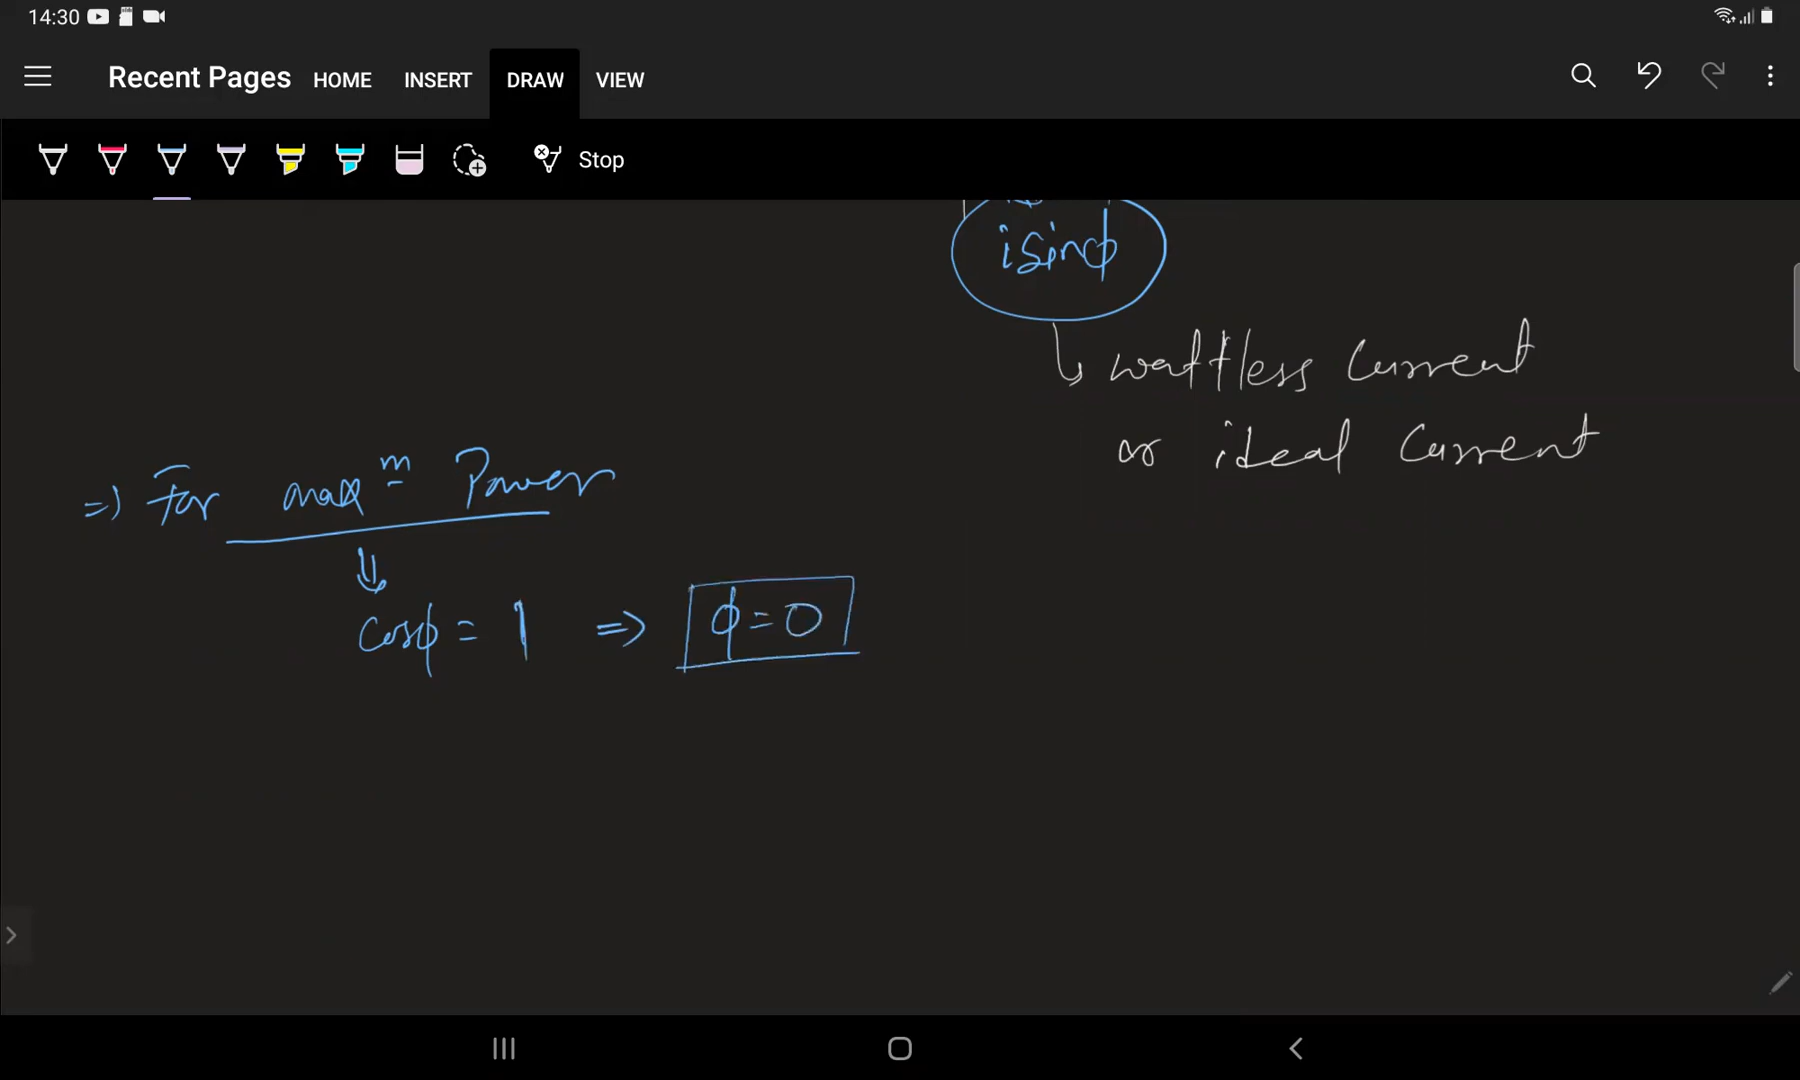 14:30
Recent Pages HOME INSERT DRAW VIEW
Stop
i sinφ
↳ wattless current
or ideal current
=) For maxᵐ Power
⇓
cosφ = 1 => φ = 0